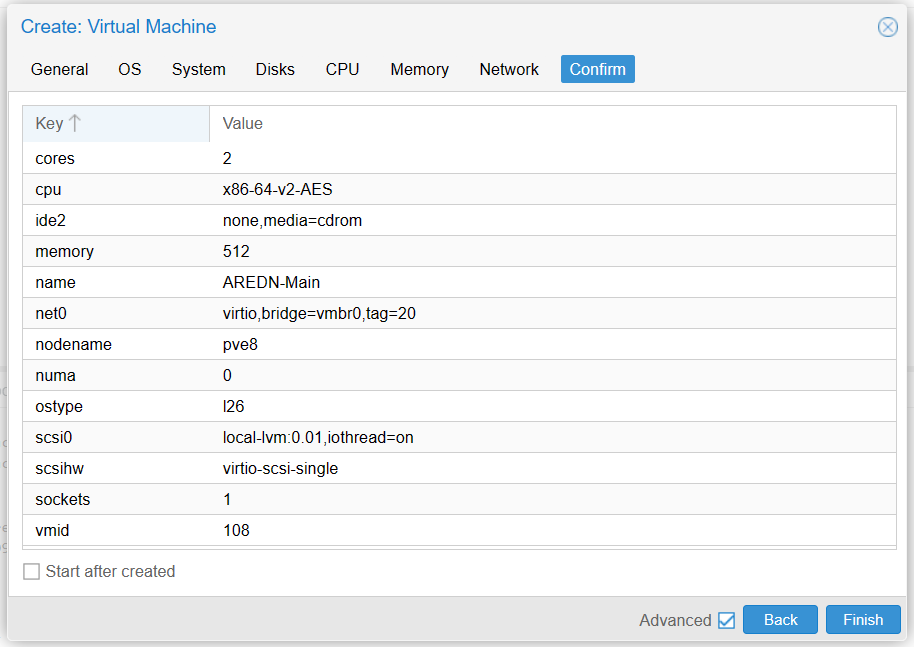 Create: Virtual Machine
General OS System Disks CPU Memory Network Confirm
Key Value
cores 2
cpu x86-64-v2-AES
ide2 none,media=cdrom
memory 512
name AREDN-Main
net0 virtio,bridge=vmbr0,tag=20
nodename pve8
numa 0
ostype l26
scsi0 local-lvm:0.01,iothread=on
scsihw virtio-scsi-single
sockets 1
vmid 108
Start after created
Advanced Back Finish